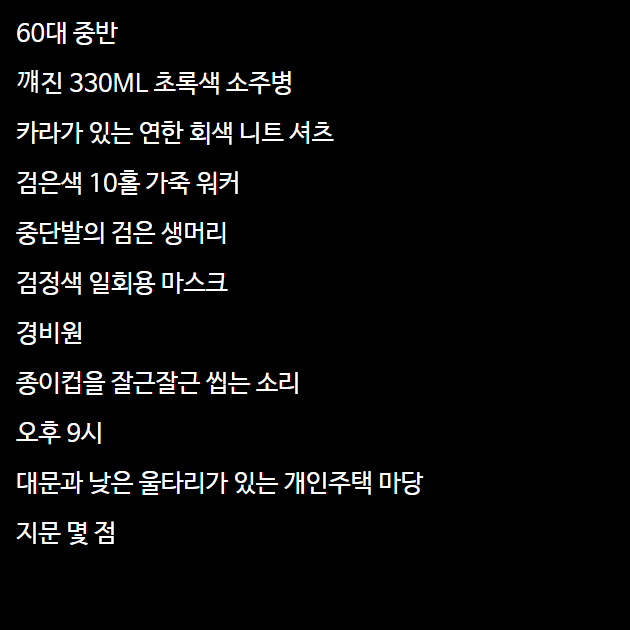 60대 중반
꺠진 330ML 초록색 소주병
카라가 있는 연한 회색 니트 셔츠
검은색 10홀 가죽 워커
중단발의 검은 생머리
검정색 일회용 마스크
경비원
종이컵을 잘근잘근 씹는 소리
오후 9시
대문과 낮은 울타리가 있는 개인주택 마당
지문 몇 점